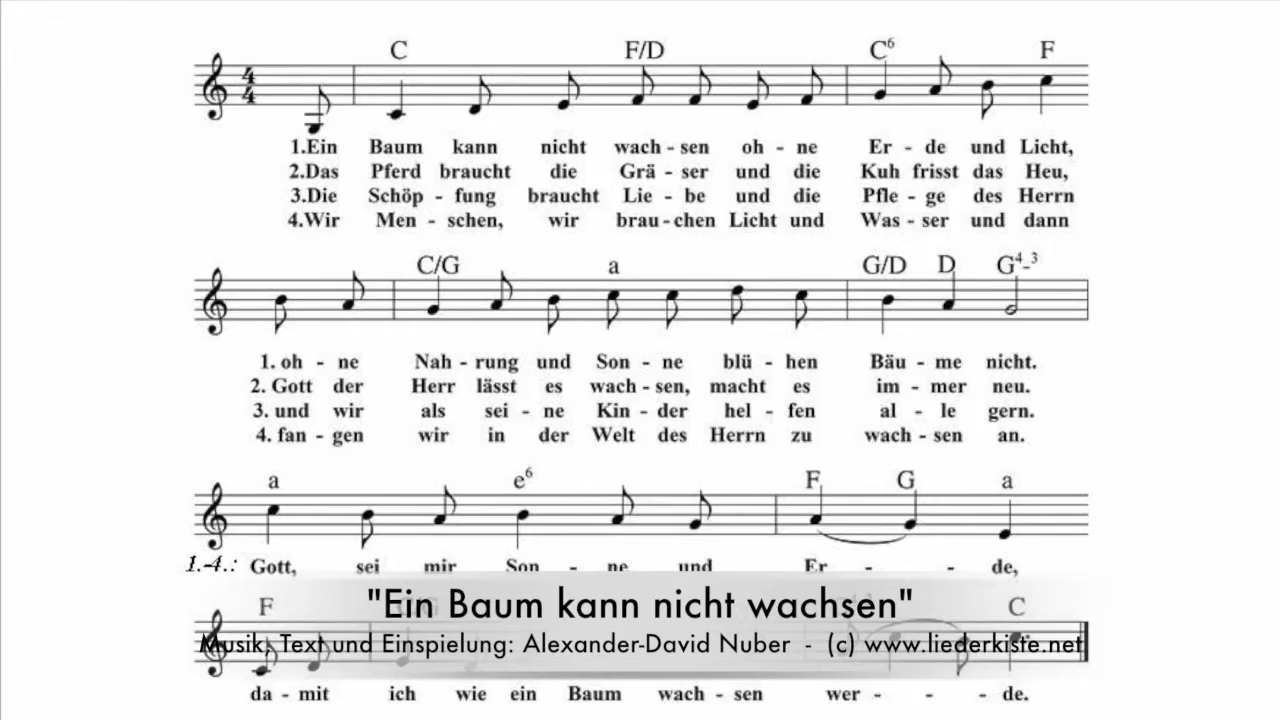 C F/D C6 F
1.Ein Baum kann nicht wach - sen oh - ne Er - de und Licht,
2.Das Pferd braucht die Grä - ser und die Kuh frisst das Heu,
3.Die Schöp - fung braucht Lie - be und die Pfle - ge des Herrn
4.Wir Men - schen, wir brau - chen Licht und Was - ser und dann
C/G a G/D D G4-3
1. oh - ne Nah - rung und Son - ne blü - hen Bäu - me nicht.
2. Gott der Herr lässt es wach - sen, macht es im - mer neu.
3. und wir als sei - ne Kin - der hel - fen al - le gern.
4. fan - gen wir in der Welt des Herrn zu wach - sen an.
a e6 F G a
1.-4.: Gott, sei mir Son - ne und Er - - de,
"Ein Baum kann nicht wachsen"
F C
Musik, Text und Einspielung: Alexander-David Nuber - (c) www.liederkiste.net
da - mit ich wie ein Baum wach - sen wer - - - de.